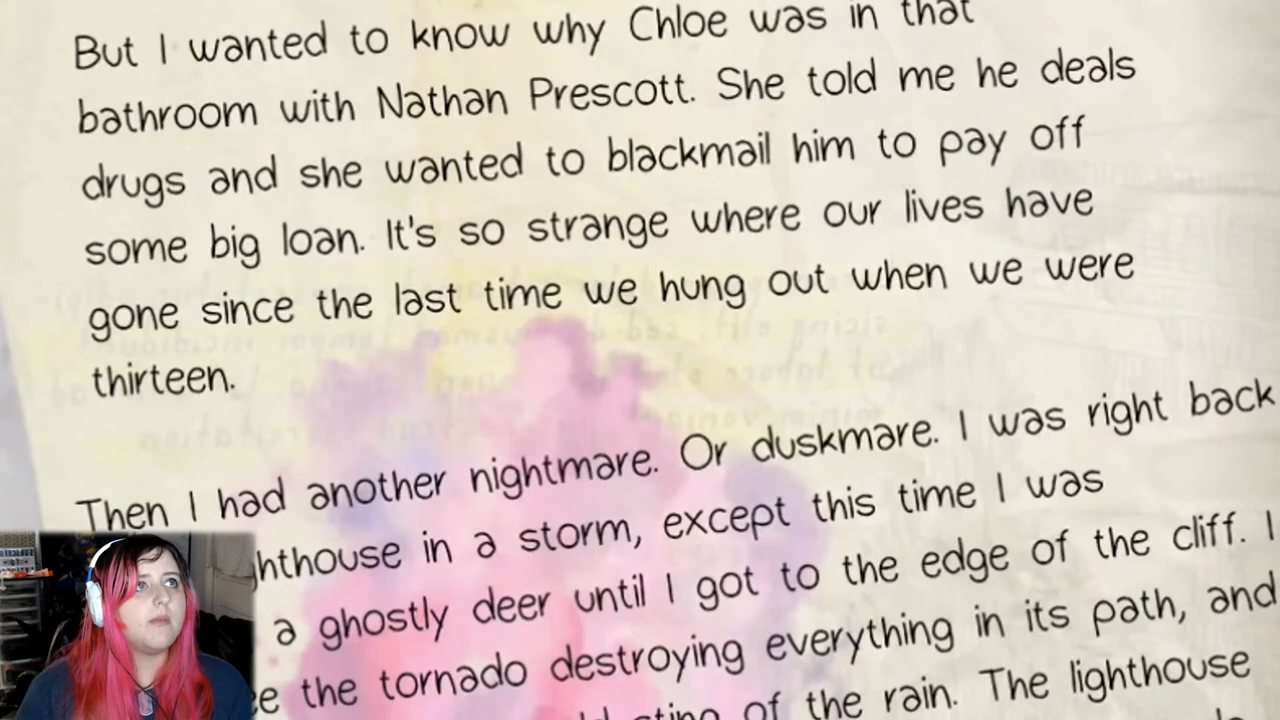 But I wanted to know why Chloe was in that
bathroom with Nathan Prescott. She told me he deals
drugs and she wanted to blackmail him to pay off
some big loan. It's so strange where our lives have
gone since the last time we hung out when we were
thirteen.
Then I had another nightmare. Or duskmare. I was right back
hthouse in a storm, except this time I was
a ghostly deer until I got to the edge of the cliff. I
e the tornado destroying everything in its path, and
sting of the rain. The lighthouse